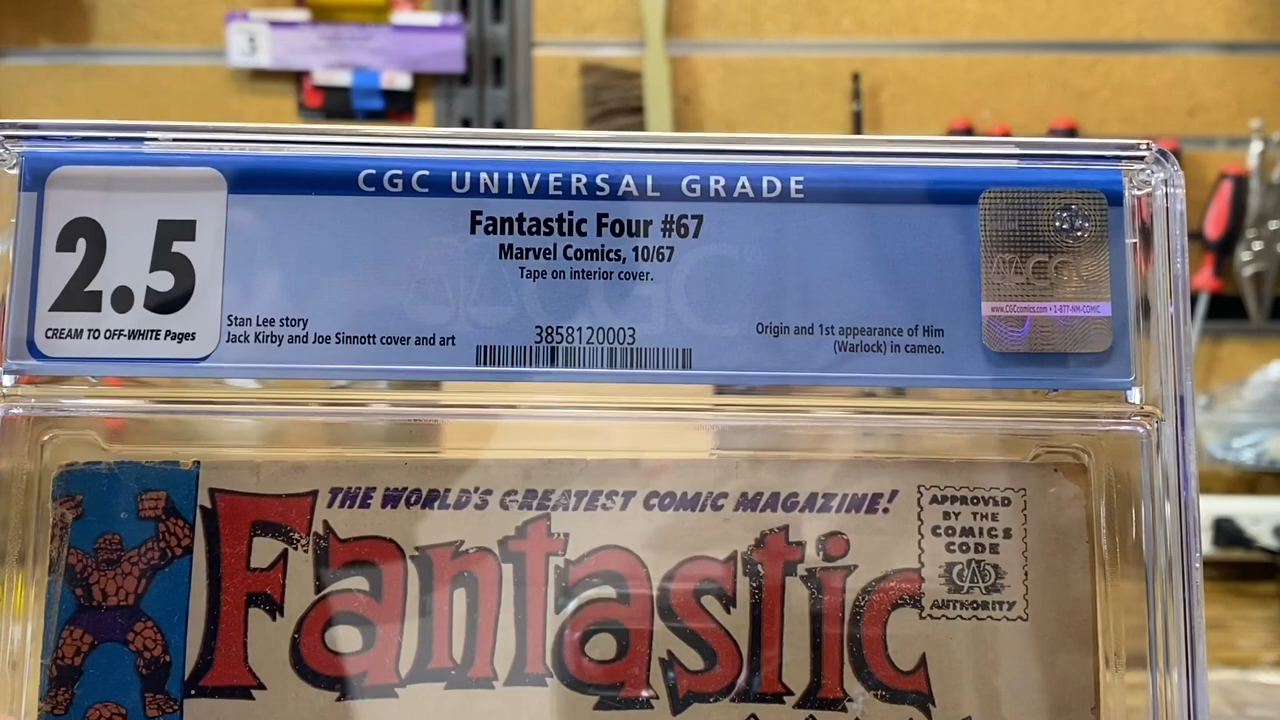 3
CGC UNIVERSAL GRADE
2.5
CREAM TO OFF-WHITE Pages
Fantastic Four #67
Marvel Comics, 10/67
Tape on interior cover.
Stan Lee story
Jack Kirby and Joe Sinnott cover and art
3858120003
Origin and 1st appearance of Him
(Warlock) in cameo.
CGC
www.CGCcomics.com • 1-877-NM-COMIC
THE WORLD'S GREATEST COMIC MAGAZINE!
Fantastic
APPROVED
BY THE
COMICS
CODE
CA
AUTHORITY